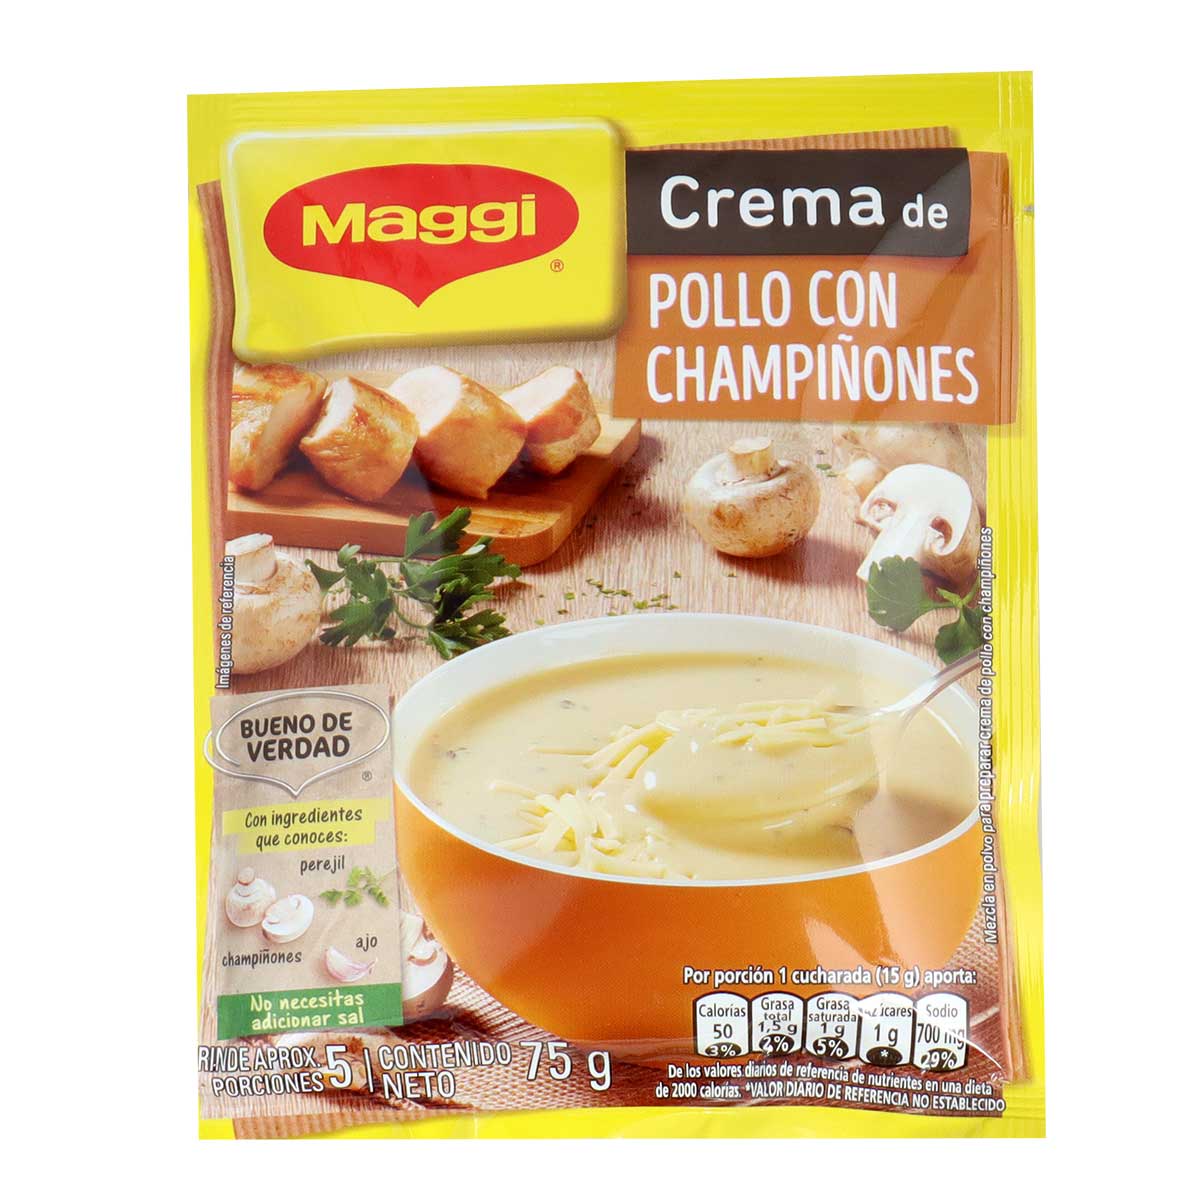 Maggi
®
Crema de
POLLO CON
CHAMPIÑONES
Imágenes de referencia
Mezcla en polvo para preparar crema de pollo con champiñones
BUENO DE
VERDAD
®
Con ingredientes
que conoces:
perejil
ajo
champiñones
No necesitas
adicionar sal
RINDE APROX. 5
PORCIONES
CONTENIDO 75 g
NETO
Por porción 1 cucharada (15 g) aporta:
Calorías
50
3%
Grasa
total
1,5 g
2%
Grasa
saturada
1 g
5%
Azúcares
1 g
*
Sodio
700 mg
29%
De los valores diarios de referencia de nutrientes en una dieta
de 2000 calorías. *VALOR DIARIO DE REFERENCIA NO ESTABLECIDO